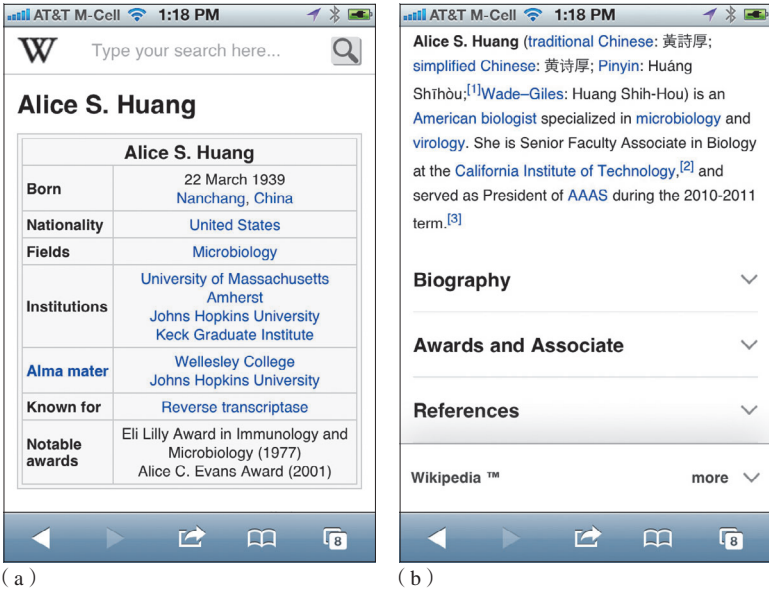 AT&T M-Cell 1:18 PM
W Type your search here...
Alice S. Huang
Alice S. Huang
Born 22 March 1939
Nanchang, China
Nationality United States
Fields Microbiology
Institutions University of Massachusetts
Amherst
Johns Hopkins University
Keck Graduate Institute
Alma mater Wellesley College
Johns Hopkins University
Known for Reverse transcriptase
Notable awards Eli Lilly Award in Immunology and
Microbiology (1977)
Alice C. Evans Award (2001)
8
(a)
AT&T M-Cell 1:18 PM
Alice S. Huang (traditional Chinese: 黃詩厚;
simplified Chinese: 黄诗厚; Pinyin: Huáng
Shīhòu;[1]Wade–Giles: Huang Shih-Hou) is an
American biologist specialized in microbiology and
virology. She is Senior Faculty Associate in Biology
at the California Institute of Technology,[2] and
served as President of AAAS during the 2010-2011
term.[3]
Biography
Awards and Associate
References
Wikipedia ™ more
8
(b)